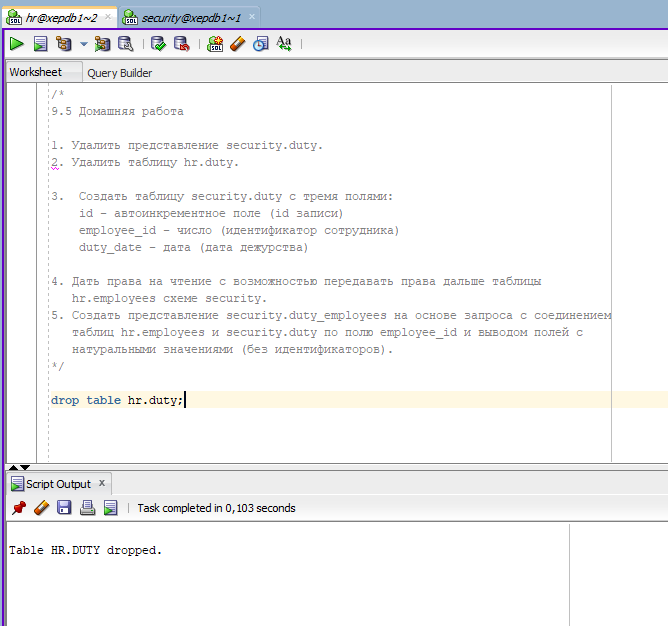 hr@xepdb1~2
security@xepdb1~1
Worksheet
Query Builder
/*
9.5 Домашняя работа
1. Удалить представление security.duty.
2. Удалить таблицу hr.duty.
3. Создать таблицу security.duty с тремя полями:
id - автоинкрементное поле (id записи)
employee_id - число (идентификатор сотрудника)
duty_date - дата (дата дежурства)
4. Дать права на чтение с возможностью передавать права дальше таблицы
hr.employees схеме security.
5. Создать представление security.duty_employees на основе запроса с соединением
таблиц hr.employees и security.duty по полю employee_id и выводом полей с
натуральными значениями (без идентификаторов).
*/
drop table hr.duty;
Script Output x
Task completed in 0,103 seconds
Table HR.DUTY dropped.